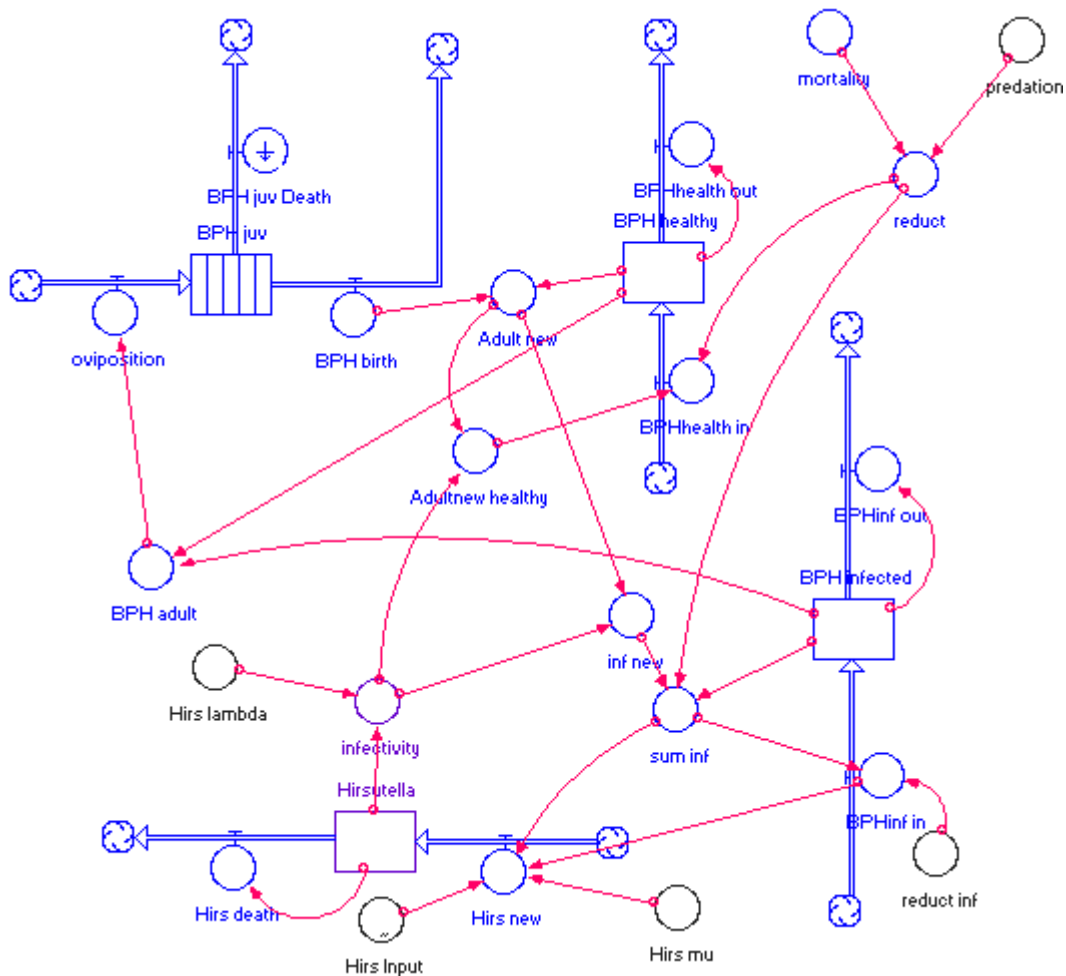 mortality
predation
BPH juv Death
BPHhealth out
BPH juv
BPH healthy
reduct
oviposition
BPH birth
Adult new
BPHhealth in
Adultnew healthy
BPHinf out
BPH adult
BPH infected
inf new
Hirs lambda
infectivity
sum inf
Hirsutella
BPHinf in
reduct inf
Hirs death
Hirs new
Hirs Input
Hirs mu
~